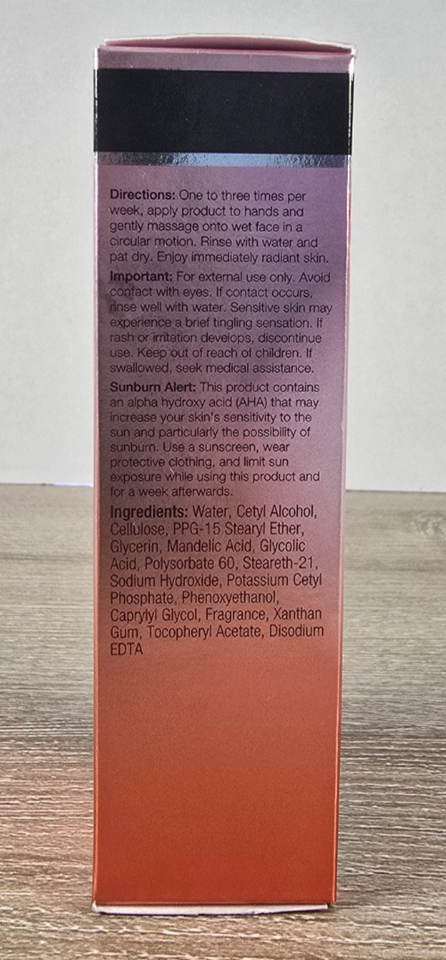 Directions: One to three times per
week, apply product to hands and
gently massage onto wet face in a
circular motion. Rinse with water and
pat dry. Enjoy immediately radiant skin.
Important: For external use only. Avoid
contact with eyes. If contact occurs,
rinse well with water. Sensitive skin may
experience a brief tingling sensation. If
rash or irritation develops, discontinue
use. Keep out of reach of children. If
swallowed, seek medical assistance.
Sunburn Alert: This product contains
an alpha hydroxy acid (AHA) that may
increase your skin's sensitivity to the
sun and particularly the possibility of
sunburn. Use a sunscreen, wear
protective clothing, and limit sun
exposure while using this product and
for a week afterwards.
Ingredients: Water, Cetyl Alcohol,
Cellulose, PPG-15 Stearyl Ether,
Glycerin, Mandelic Acid, Glycolic
Acid, Polysorbate 60, Steareth-21,
Sodium Hydroxide, Potassium Cetyl
Phosphate, Phenoxyethanol,
Caprylyl Glycol, Fragrance, Xanthan
Gum, Tocopheryl Acetate, Disodium
EDTA